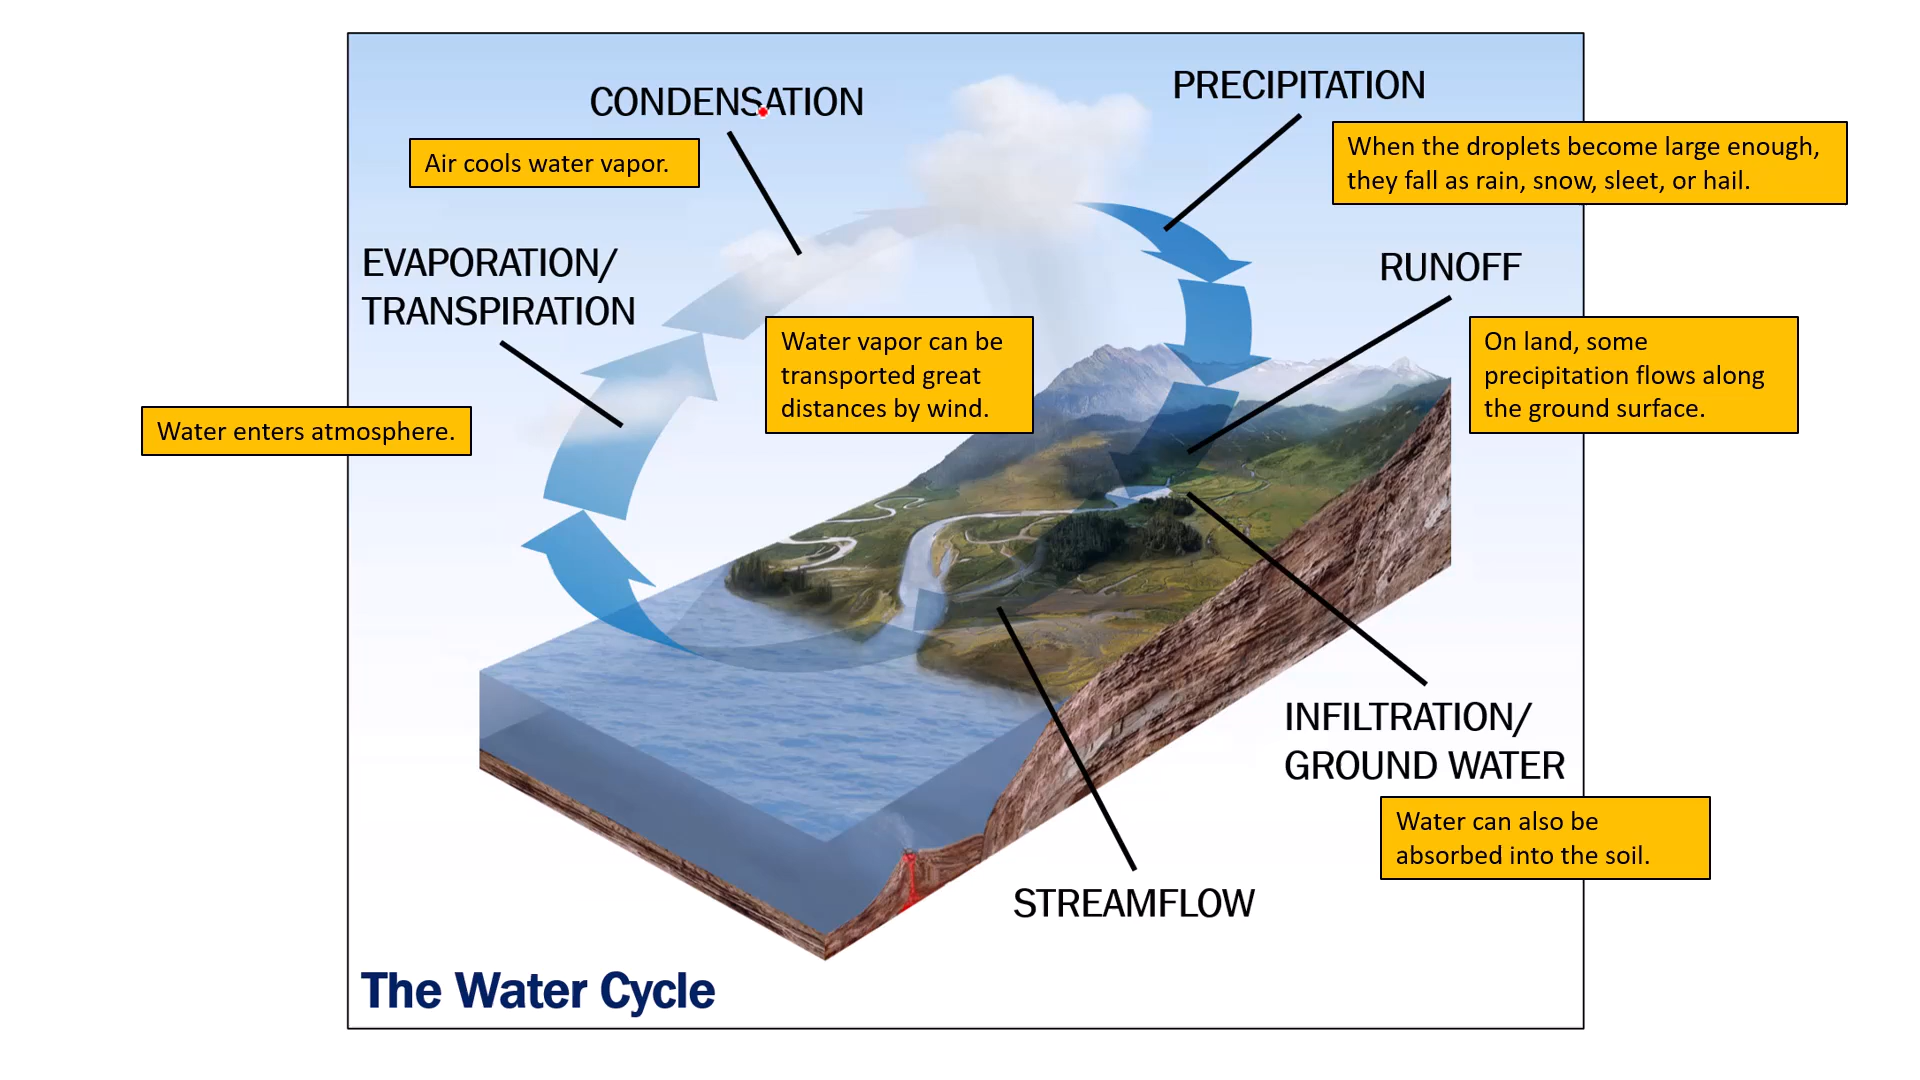 CONDENSATION
Air cools water vapor.
PRECIPITATION
When the droplets become large enough,
they fall as rain, snow, sleet, or hail.
EVAPORATION/
TRANSPIRATION
Water enters atmosphere.
Water vapor can be
transported great
distances by wind.
RUNOFF
On land, some
precipitation flows along
the ground surface.
INFILTRATION/
GROUND WATER
Water can also be
absorbed into the soil.
STREAMFLOW
The Water Cycle